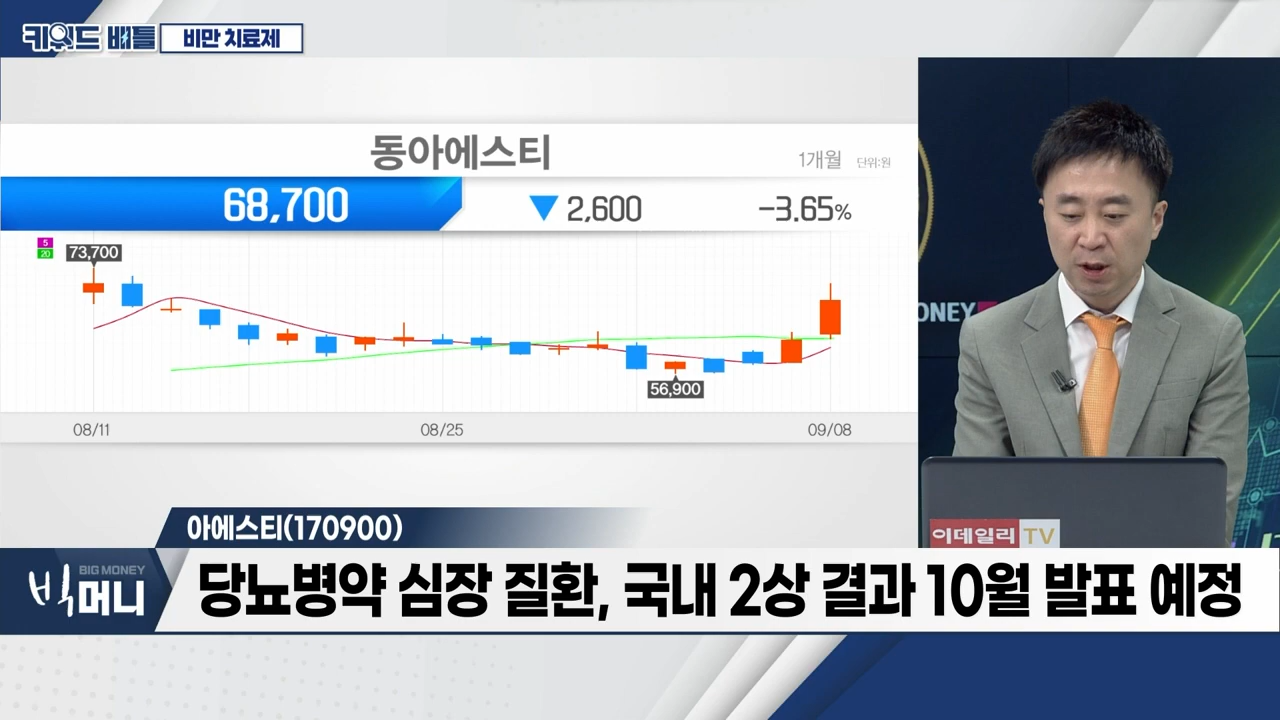 키워드 배틀
비만 치료제
동아에스티
1개월 단위:원
68,700 ▼ 2,600 -3.65%
5
20
73,700
56,900
08/11 08/25 09/08
ONEY
이데일리 TV
아에스티(170900)
BIG MONEY
빅머니
당뇨병약 심장 질환, 국내 2상 결과 10월 발표 예정